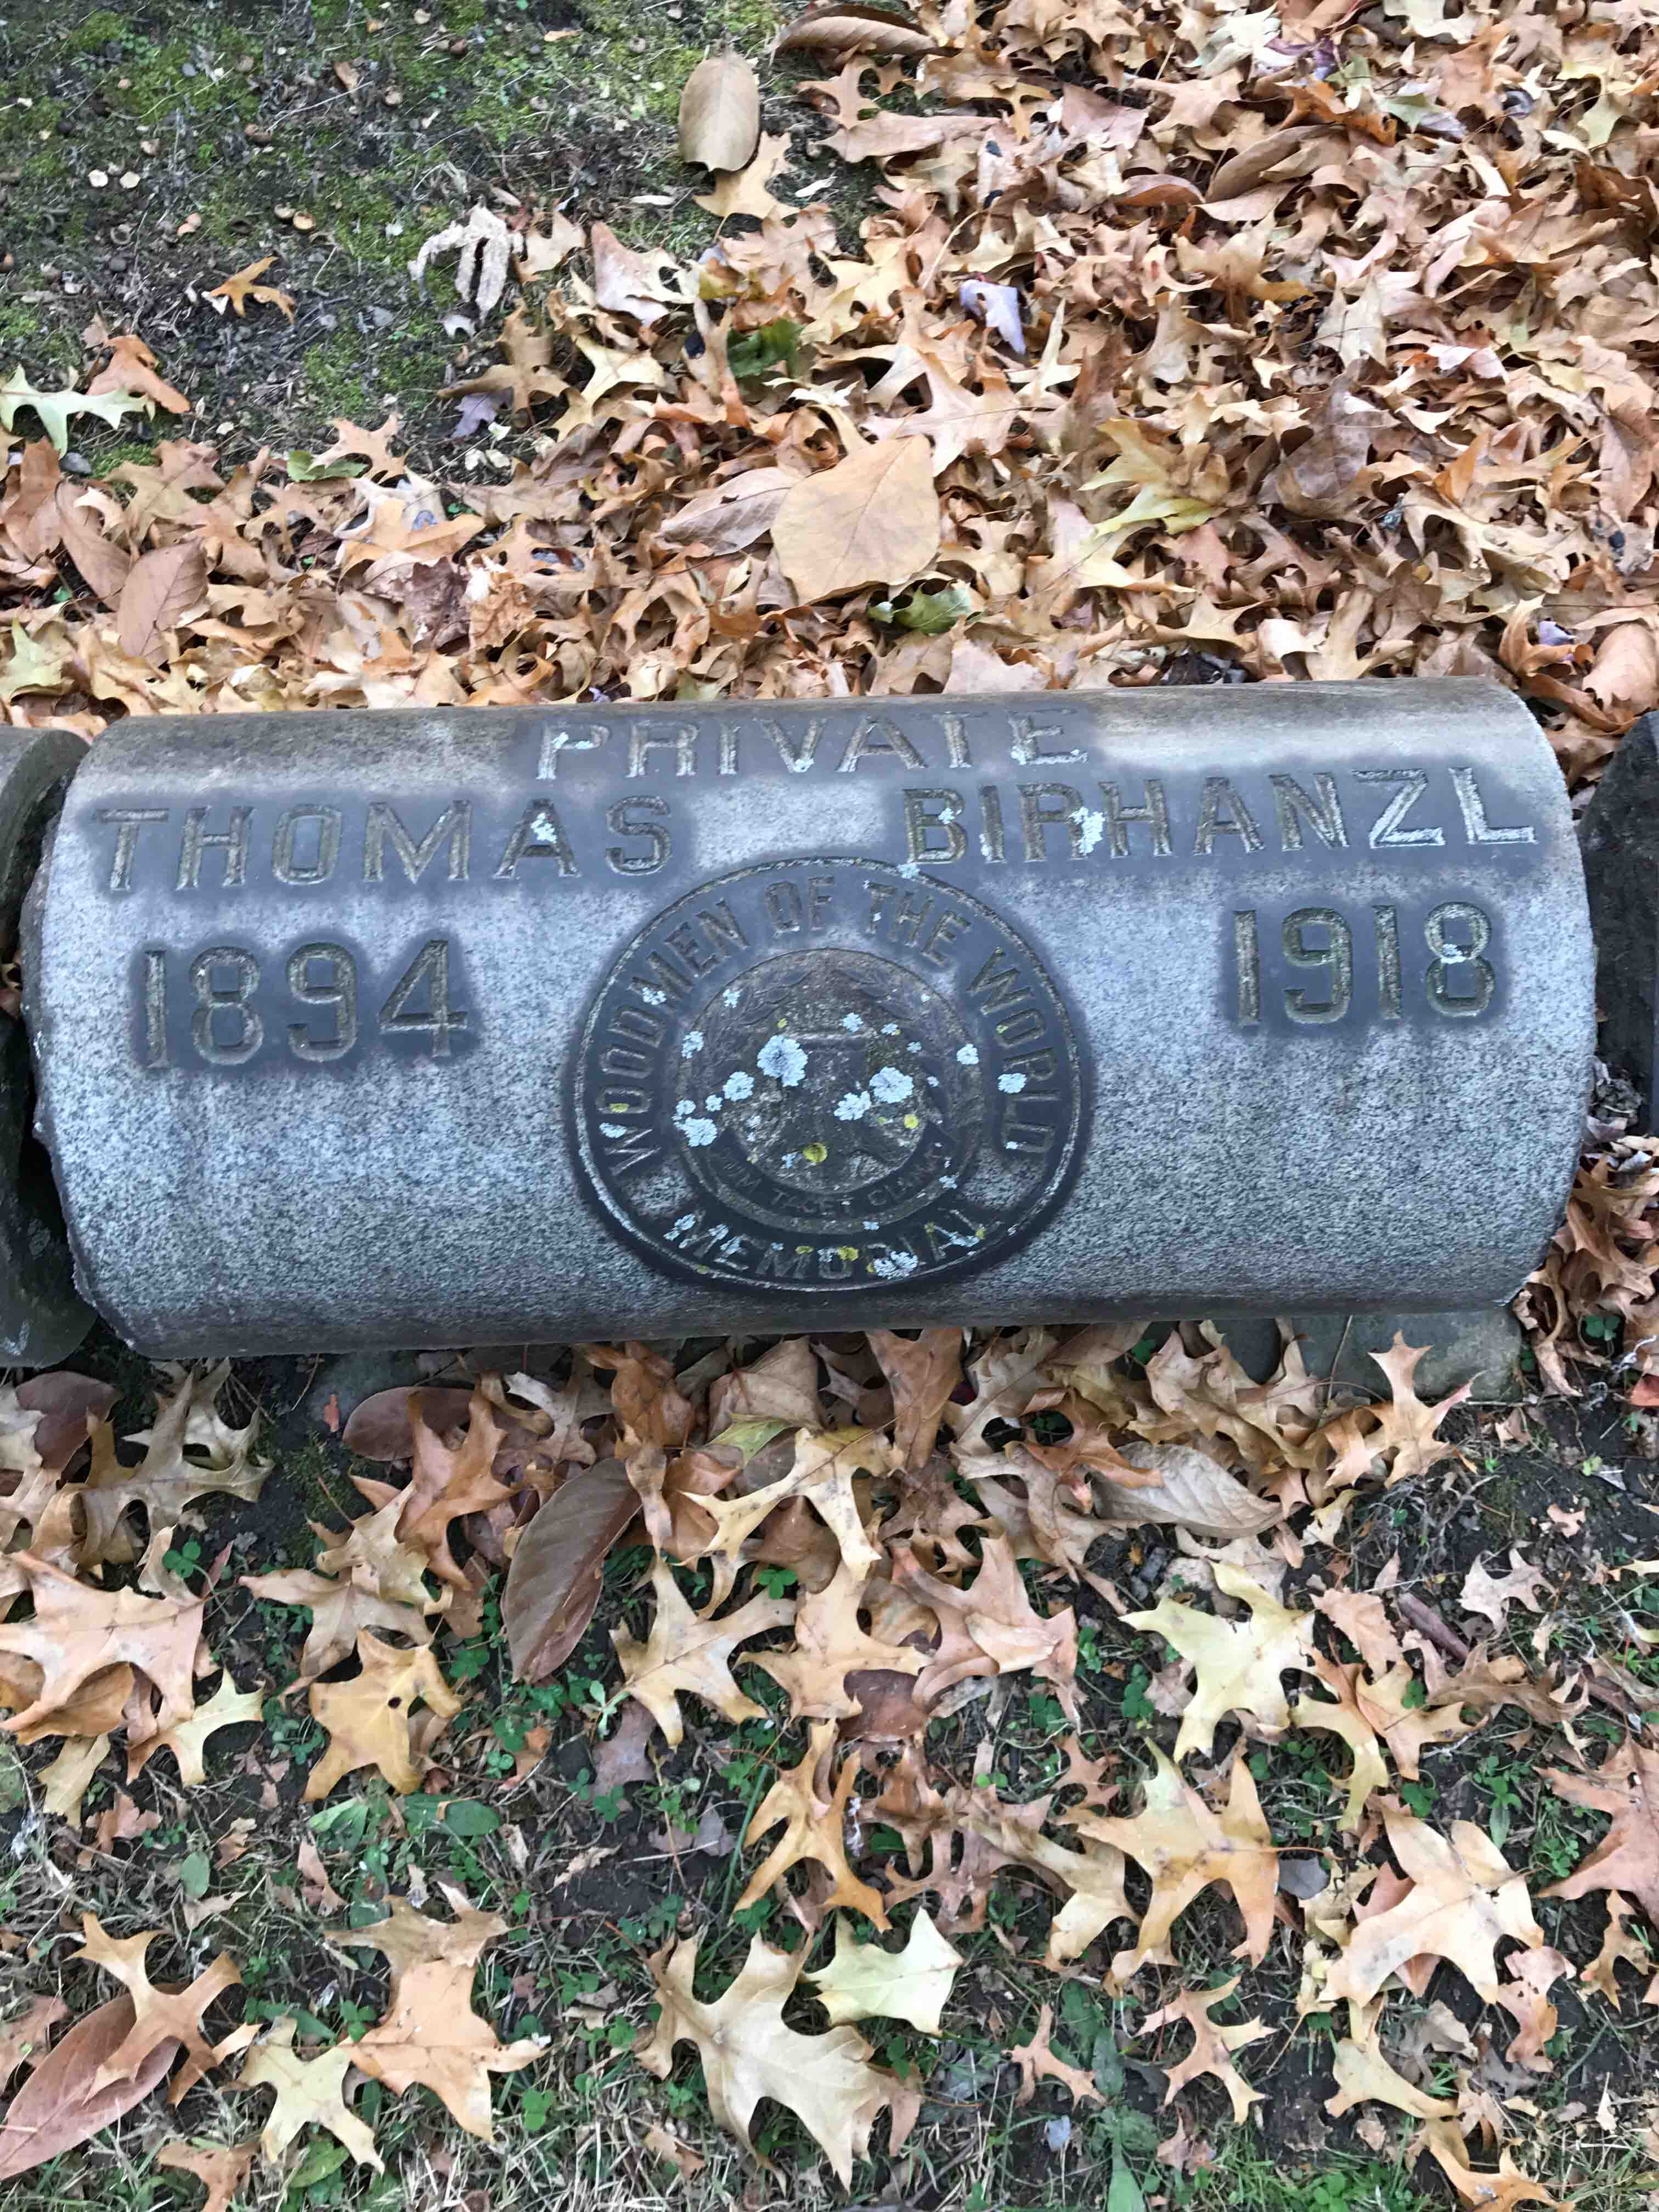 PRIVATE
THOMAS BIRHANZL
1894 1918
WOODMEN OF THE WORLD
MEMORIAL